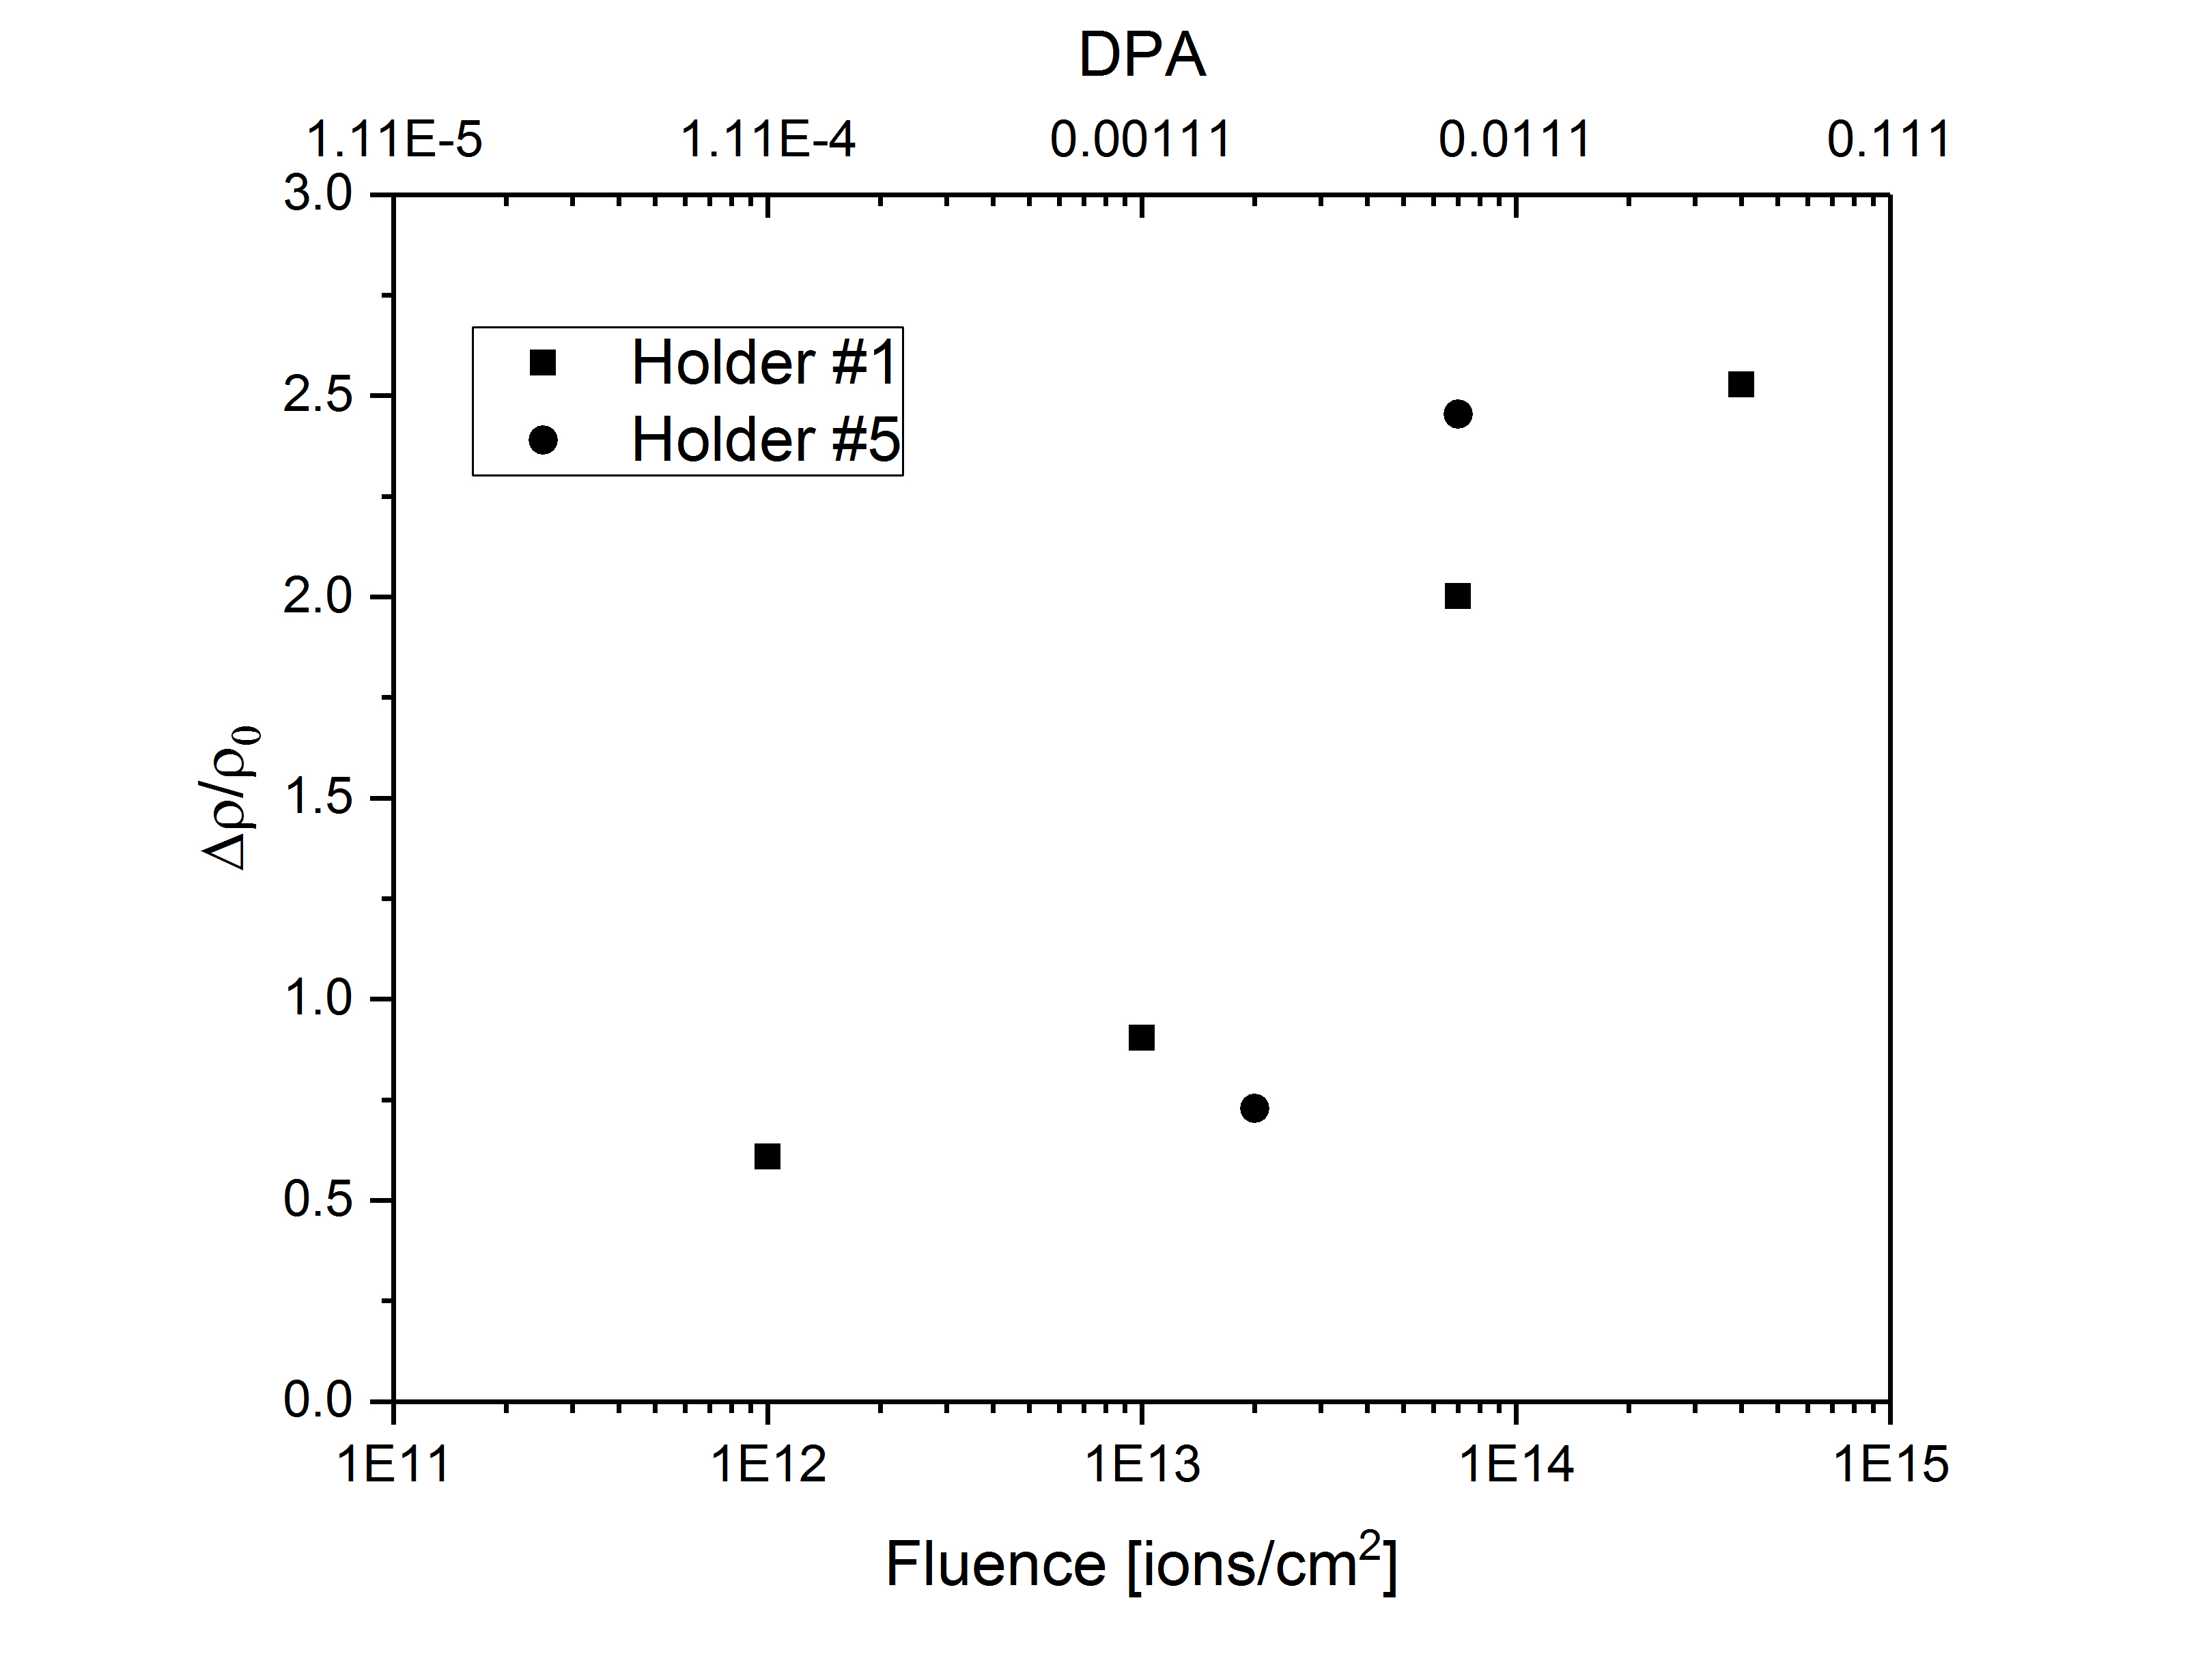 DPA
1.11E-5 1.11E-4 0.00111 0.0111 0.111
3.0
2.5
2.0
1.5
1.0
0.5
0.0
Δρ/ρ₀
Holder #1
Holder #5
1E11 1E12 1E13 1E14 1E15
Fluence [ions/cm²]